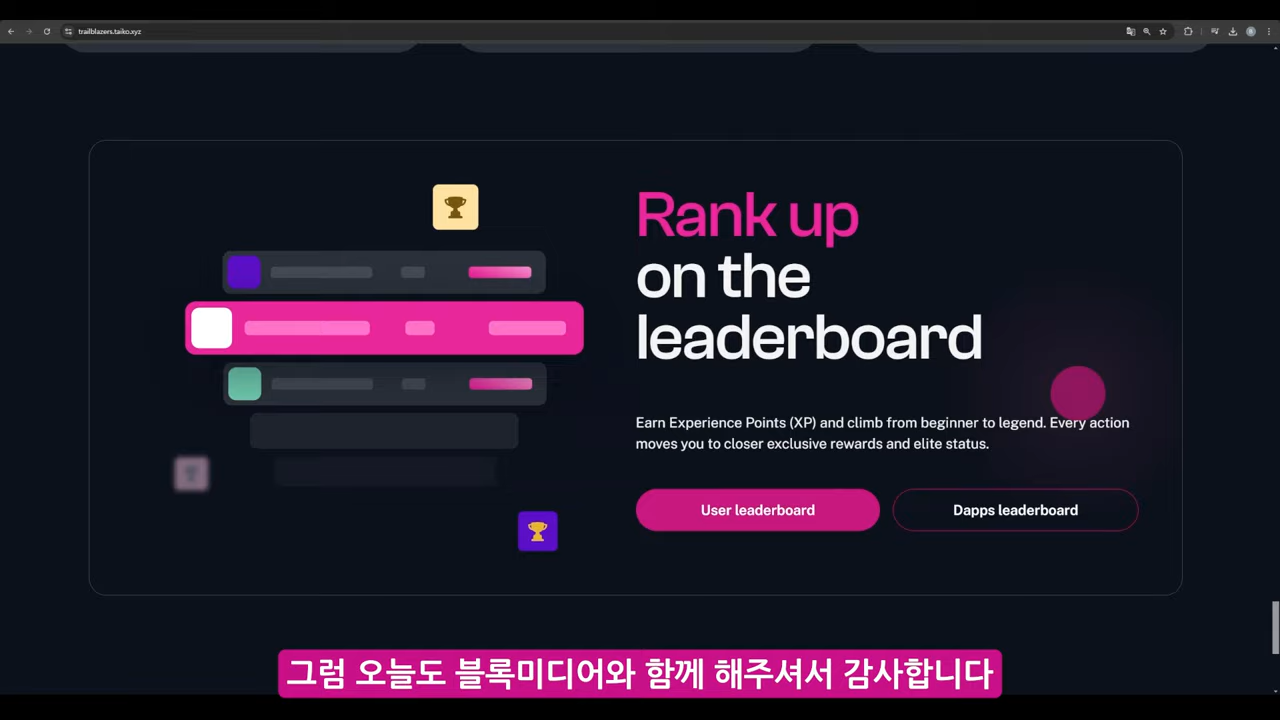 trailblazers.taiko.xyz
Rank up
on the
leaderboard
Earn Experience Points (XP) and climb from beginner to legend. Every action
moves you to closer exclusive rewards and elite status.
User leaderboard
Dapps leaderboard
그럼 오늘도 블록미디어와 함께 해주셔서 감사합니다